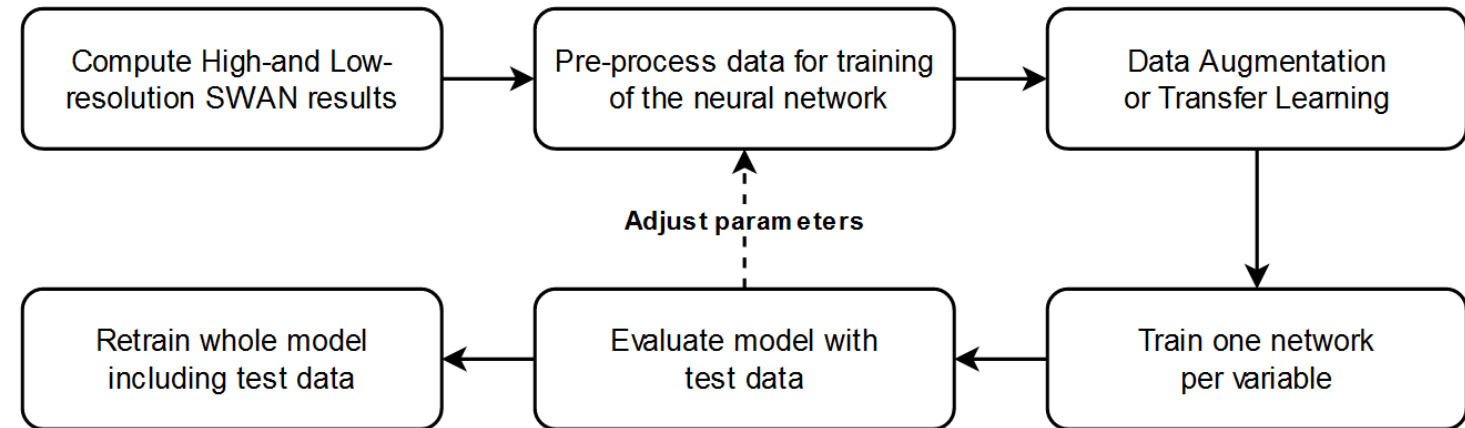 Compute High-and Low-
resolution SWAN results
Pre-process data for training
of the neural network
Data Augmentation
or Transfer Learning
Adjust parameters
Retrain whole model
including test data
Evaluate model with
test data
Train one network
per variable